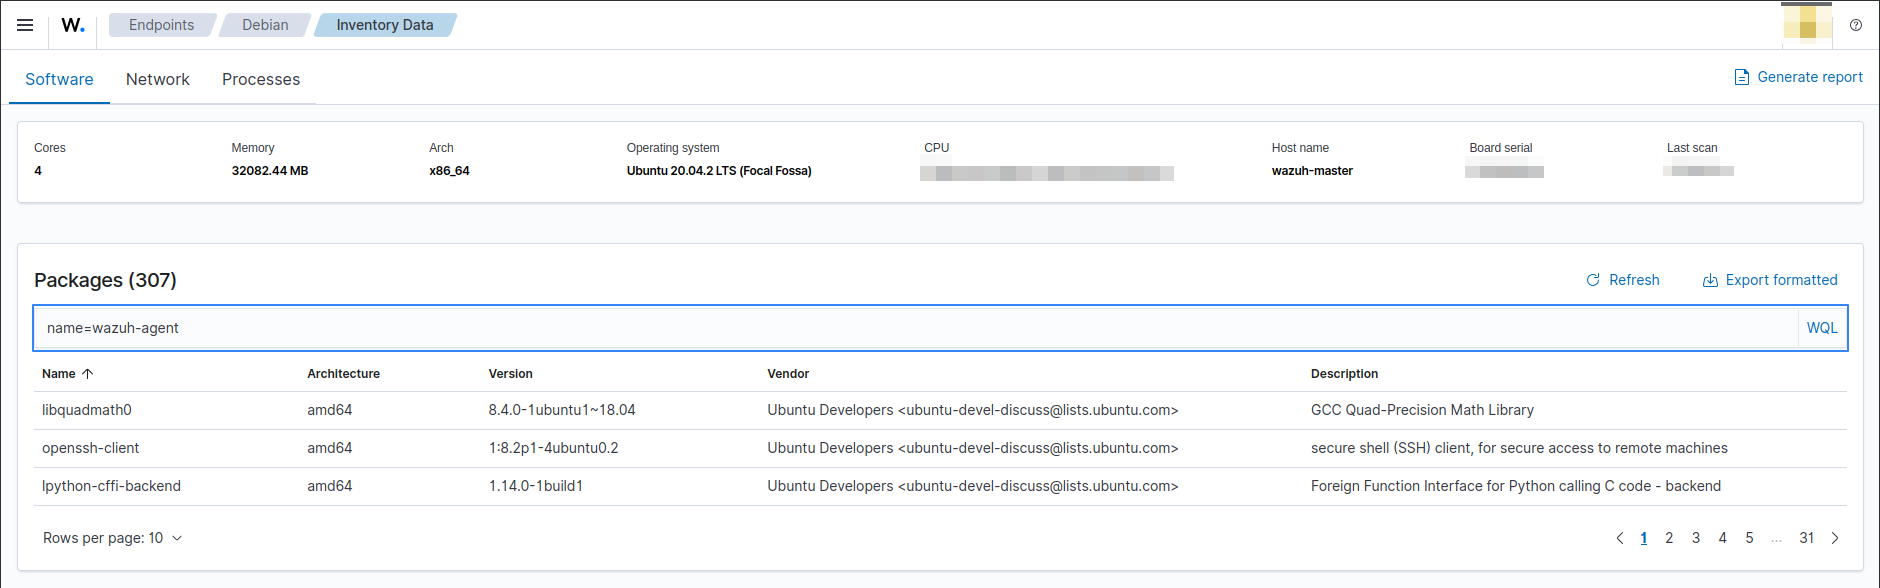 W. Endpoints Debian Inventory Data
Software Network Processes Generate report
Cores Memory Arch Operating system CPU Host name Board serial Last scan
4 32082.44 MB x86_64 Ubuntu 20.04.2 LTS (Focal Fossa) wazuh-master
Packages (307) Refresh Export formatted
name=wazuh-agent WQL
Name Architecture Version Vendor Description
libquadmath0 amd64 8.4.0-1ubuntu1~18.04 Ubuntu Developers <ubuntu-devel-discuss@lists.ubuntu.com> GCC Quad-Precision Math Library
openssh-client amd64 1:8.2p1-4ubuntu0.2 Ubuntu Developers <ubuntu-devel-discuss@lists.ubuntu.com> secure shell (SSH) client, for secure access to remote machines
lpython-cffi-backend amd64 1.14.0-1build1 Ubuntu Developers <ubuntu-devel-discuss@lists.ubuntu.com> Foreign Function Interface for Python calling C code - backend
Rows per page: 10 1 2 3 4 5 ... 31